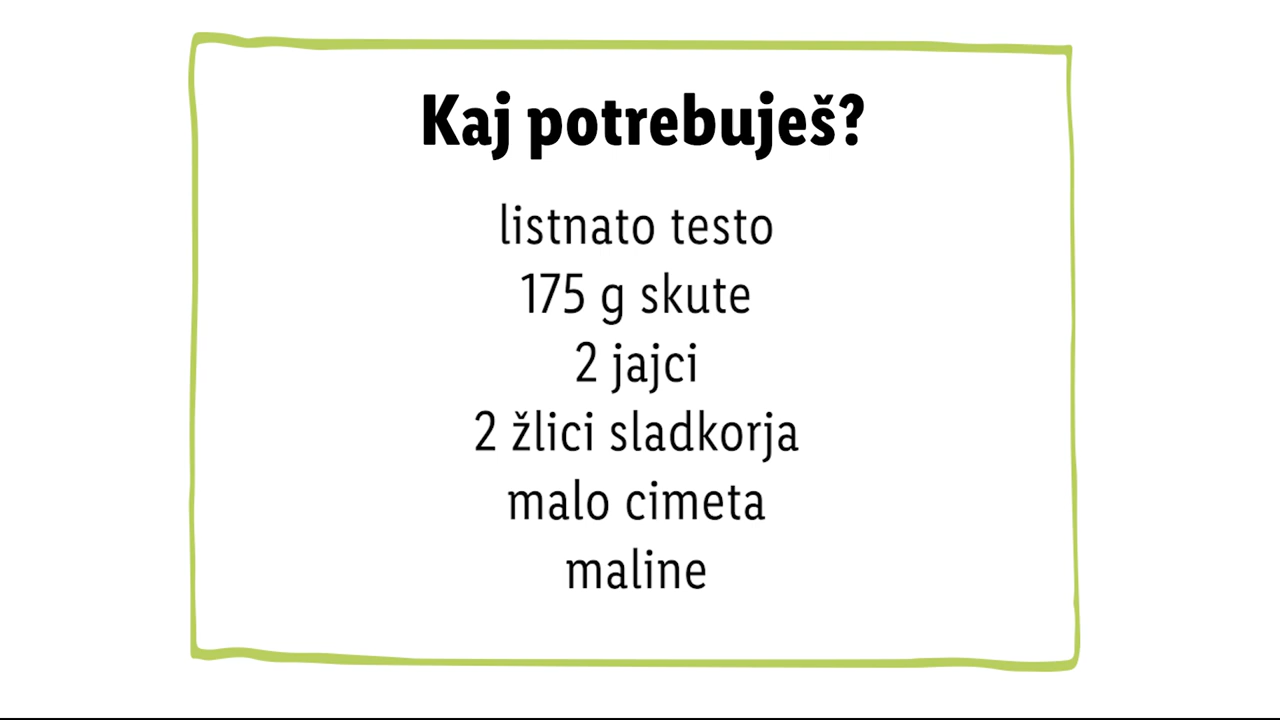 Kaj potrebuješ?
listnato testo
175 g skute
2 jajci
2 žlici sladkorja
malo cimeta
maline